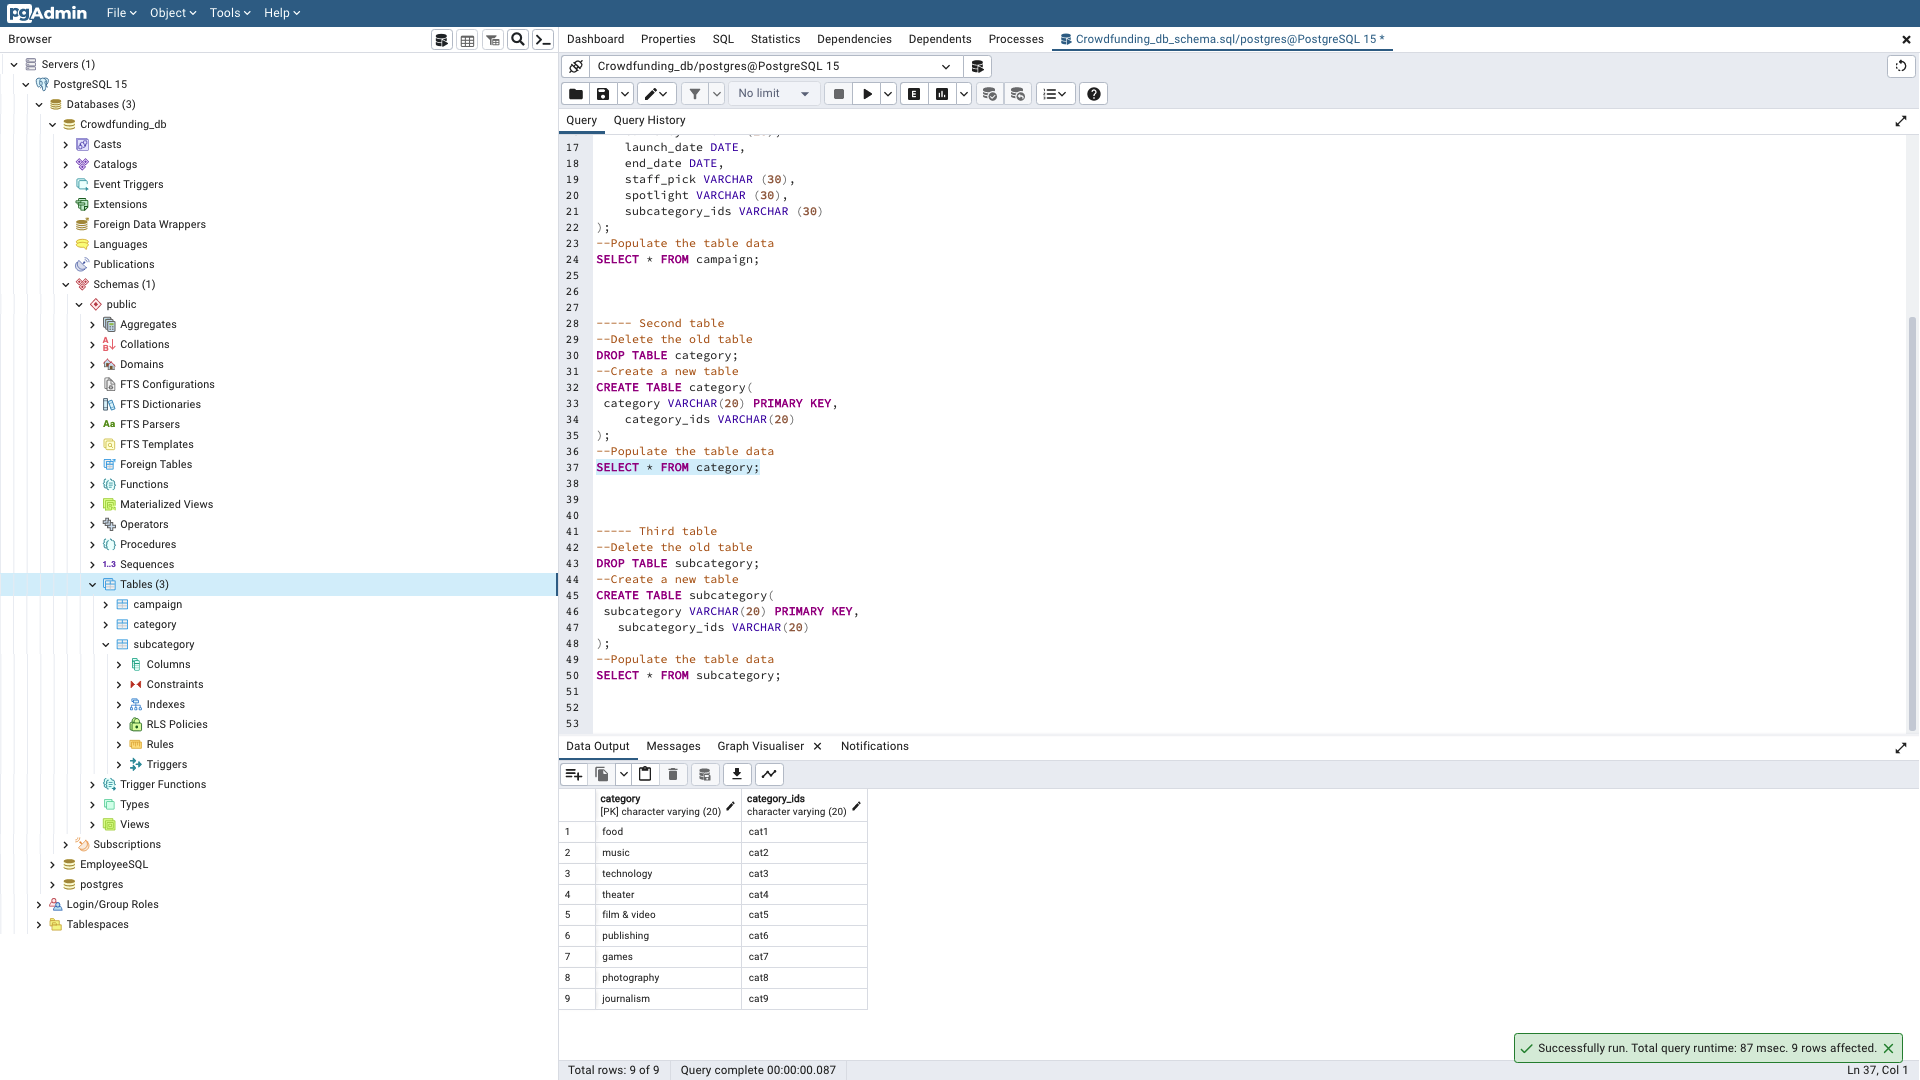 pgAdmin
File
Object
Tools
Help
Browser
Dashboard
Properties
SQL
Statistics
Dependencies
Dependents
Processes
Crowdfunding_db_schema.sql/postgres@PostgreSQL 15 *
Servers (1)
PostgreSQL 15
Databases (3)
Crowdfunding_db
Casts
Catalogs
Event Triggers
Extensions
Foreign Data Wrappers
Languages
Publications
Schemas (1)
public
Aggregates
Collations
Domains
FTS Configurations
FTS Dictionaries
Aa FTS Parsers
FTS Templates
Foreign Tables
Functions
Materialized Views
Operators
Procedures
1..3 Sequences
Tables (3)
campaign
category
subcategory
Columns
Constraints
Indexes
RLS Policies
Rules
Triggers
Trigger Functions
Types
Views
Subscriptions
EmployeeSQL
postgres
Login/Group Roles
Tablespaces
Crowdfunding_db/postgres@PostgreSQL 15
No limit
E
Query
Query History
17 launch_date DATE,
18 end_date DATE,
19 staff_pick VARCHAR (30),
20 spotlight VARCHAR (30),
21 subcategory_ids VARCHAR (30)
22 );
23 --Populate the table data
24 SELECT * FROM campaign;
25
26
27
28 ----- Second table
29 --Delete the old table
30 DROP TABLE category;
31 --Create a new table
32 CREATE TABLE category(
33 category VARCHAR(20) PRIMARY KEY,
34 category_ids VARCHAR(20)
35 );
36 --Populate the table data
37 SELECT * FROM category;
38
39
40
41 ----- Third table
42 --Delete the old table
43 DROP TABLE subcategory;
44 --Create a new table
45 CREATE TABLE subcategory(
46 subcategory VARCHAR(20) PRIMARY KEY,
47 subcategory_ids VARCHAR(20)
48 );
49 --Populate the table data
50 SELECT * FROM subcategory;
51
52
53
Data Output
Messages
Graph Visualiser
Notifications
category
[PK] character varying (20)
category_ids
character varying (20)
1 food cat1
2 music cat2
3 technology cat3
4 theater cat4
5 film & video cat5
6 publishing cat6
7 games cat7
8 photography cat8
9 journalism cat9
Successfully run. Total query runtime: 87 msec. 9 rows affected.
Total rows: 9 of 9
Query complete 00:00:00.087
Ln 37, Col 1